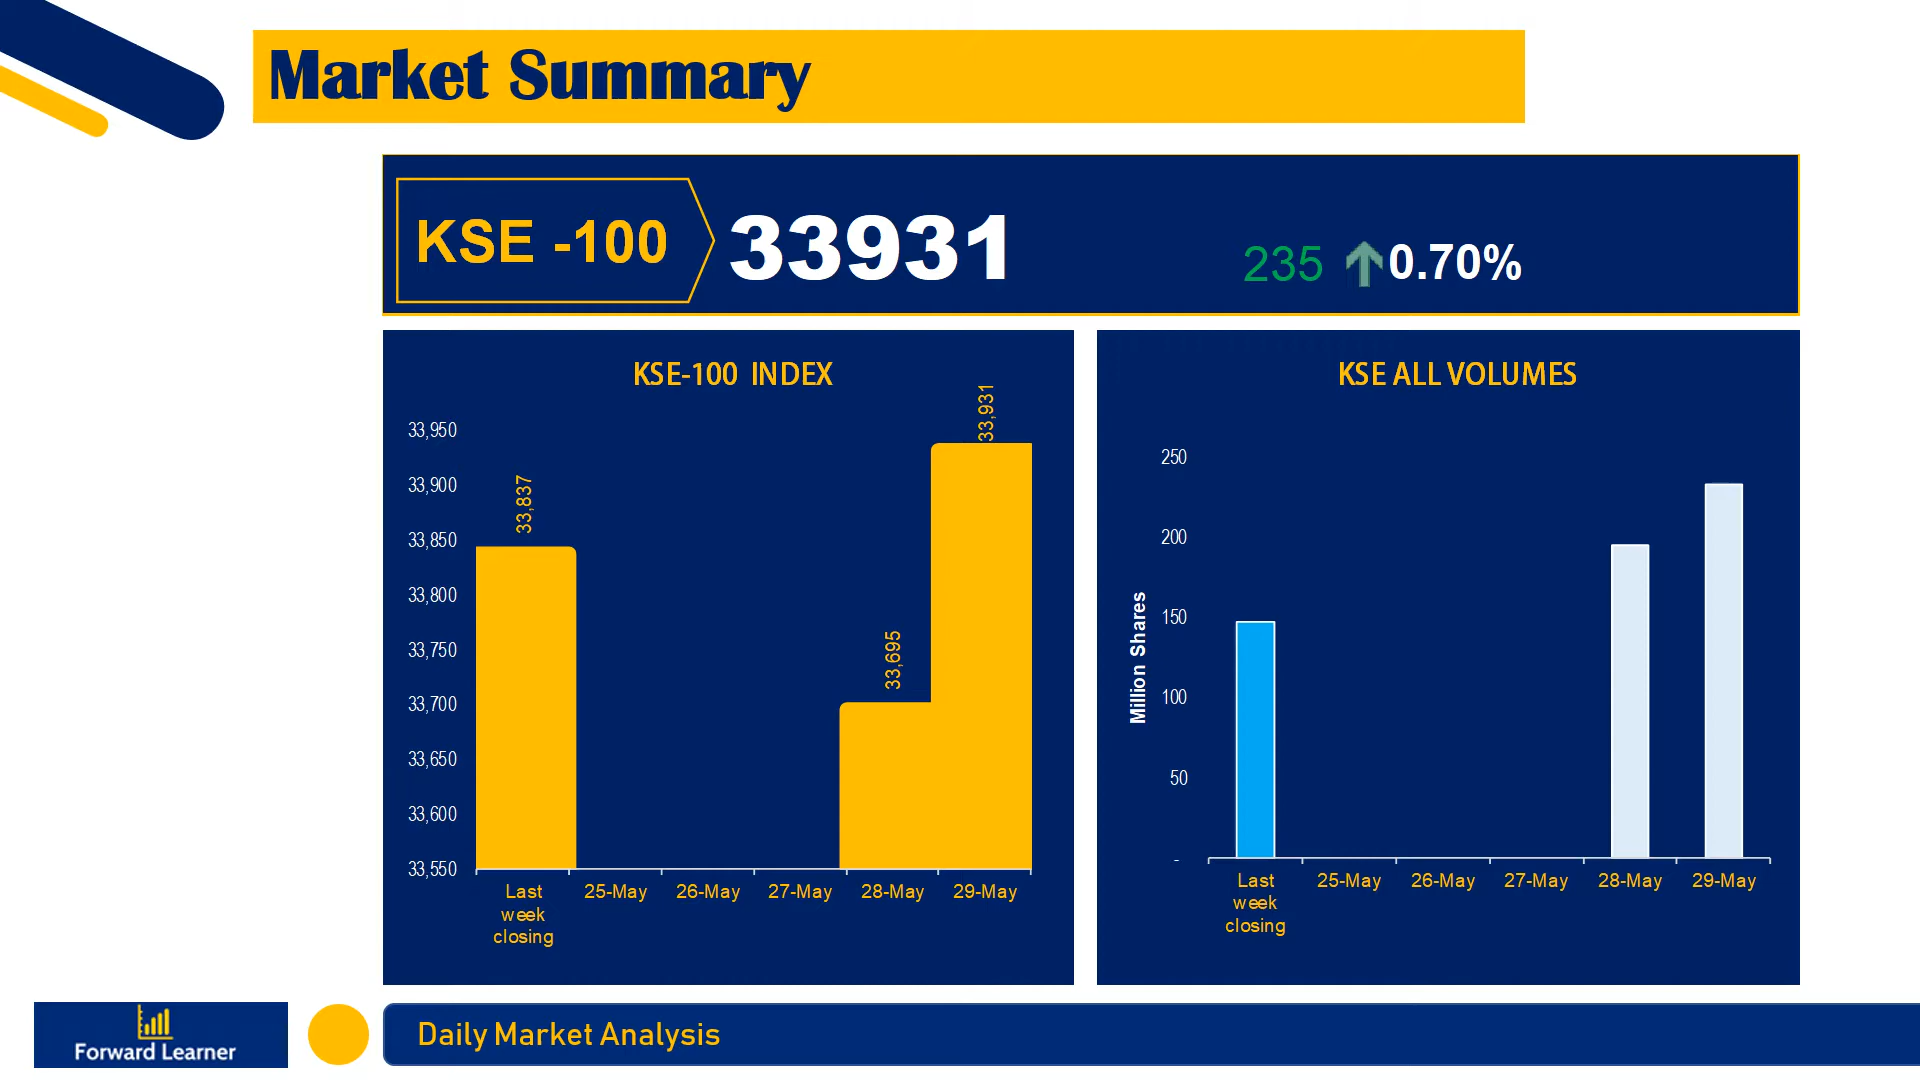 Market Summary
KSE -100
33931
235
0.70%
KSE-100 INDEX
33,950
33,900
33,850
33,800
33,750
33,700
33,650
33,600
33,550
33,837
33,695
33,931
Last
week
closing
25-May
26-May
27-May
28-May
29-May
KSE ALL VOLUMES
Million Shares
250
200
150
100
50
-
Last
week
closing
25-May
26-May
27-May
28-May
29-May
Forward Learner
Daily Market Analysis